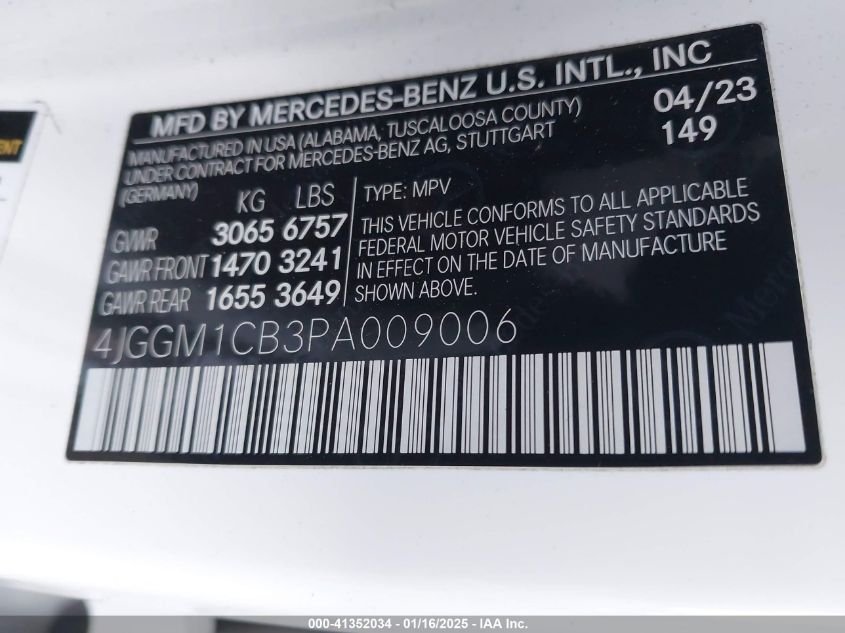 MFD BY MERCEDES-BENZ U.S. INTL., INC
MANUFACTURED IN USA (ALABAMA, TUSCALOOSA COUNTY)
UNDER CONTRACT FOR MERCEDES-BENZ AG, STUTTGART
(GERMANY)
04/23
149
KG LBS
GVWR 3065 6757
GAWR FRONT 1470 3241
GAWR REAR 1655 3649
TYPE: MPV
THIS VEHICLE CONFORMS TO ALL APPLICABLE
FEDERAL MOTOR VEHICLE SAFETY STANDARDS
IN EFFECT ON THE DATE OF MANUFACTURE
SHOWN ABOVE.
4JGGM1CB3PA009006
000-41352034 - 01/16/2025 - IAA Inc.